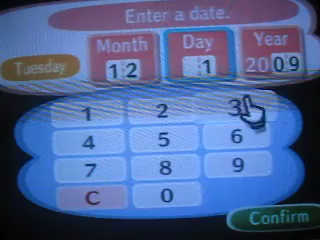 Enter a date.
Month Day Year
Tuesday 12 1 2009
1 2 3
4 5 6
7 8 9
C 0
Confirm